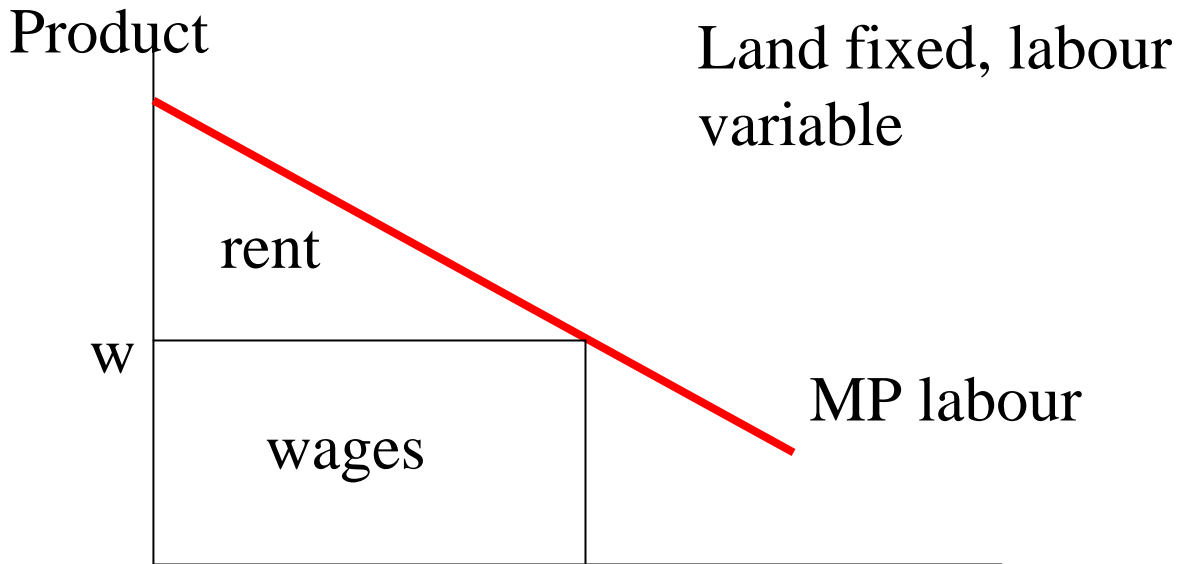 Product
Land fixed, labour
variable
rent
w
MP labour
wages